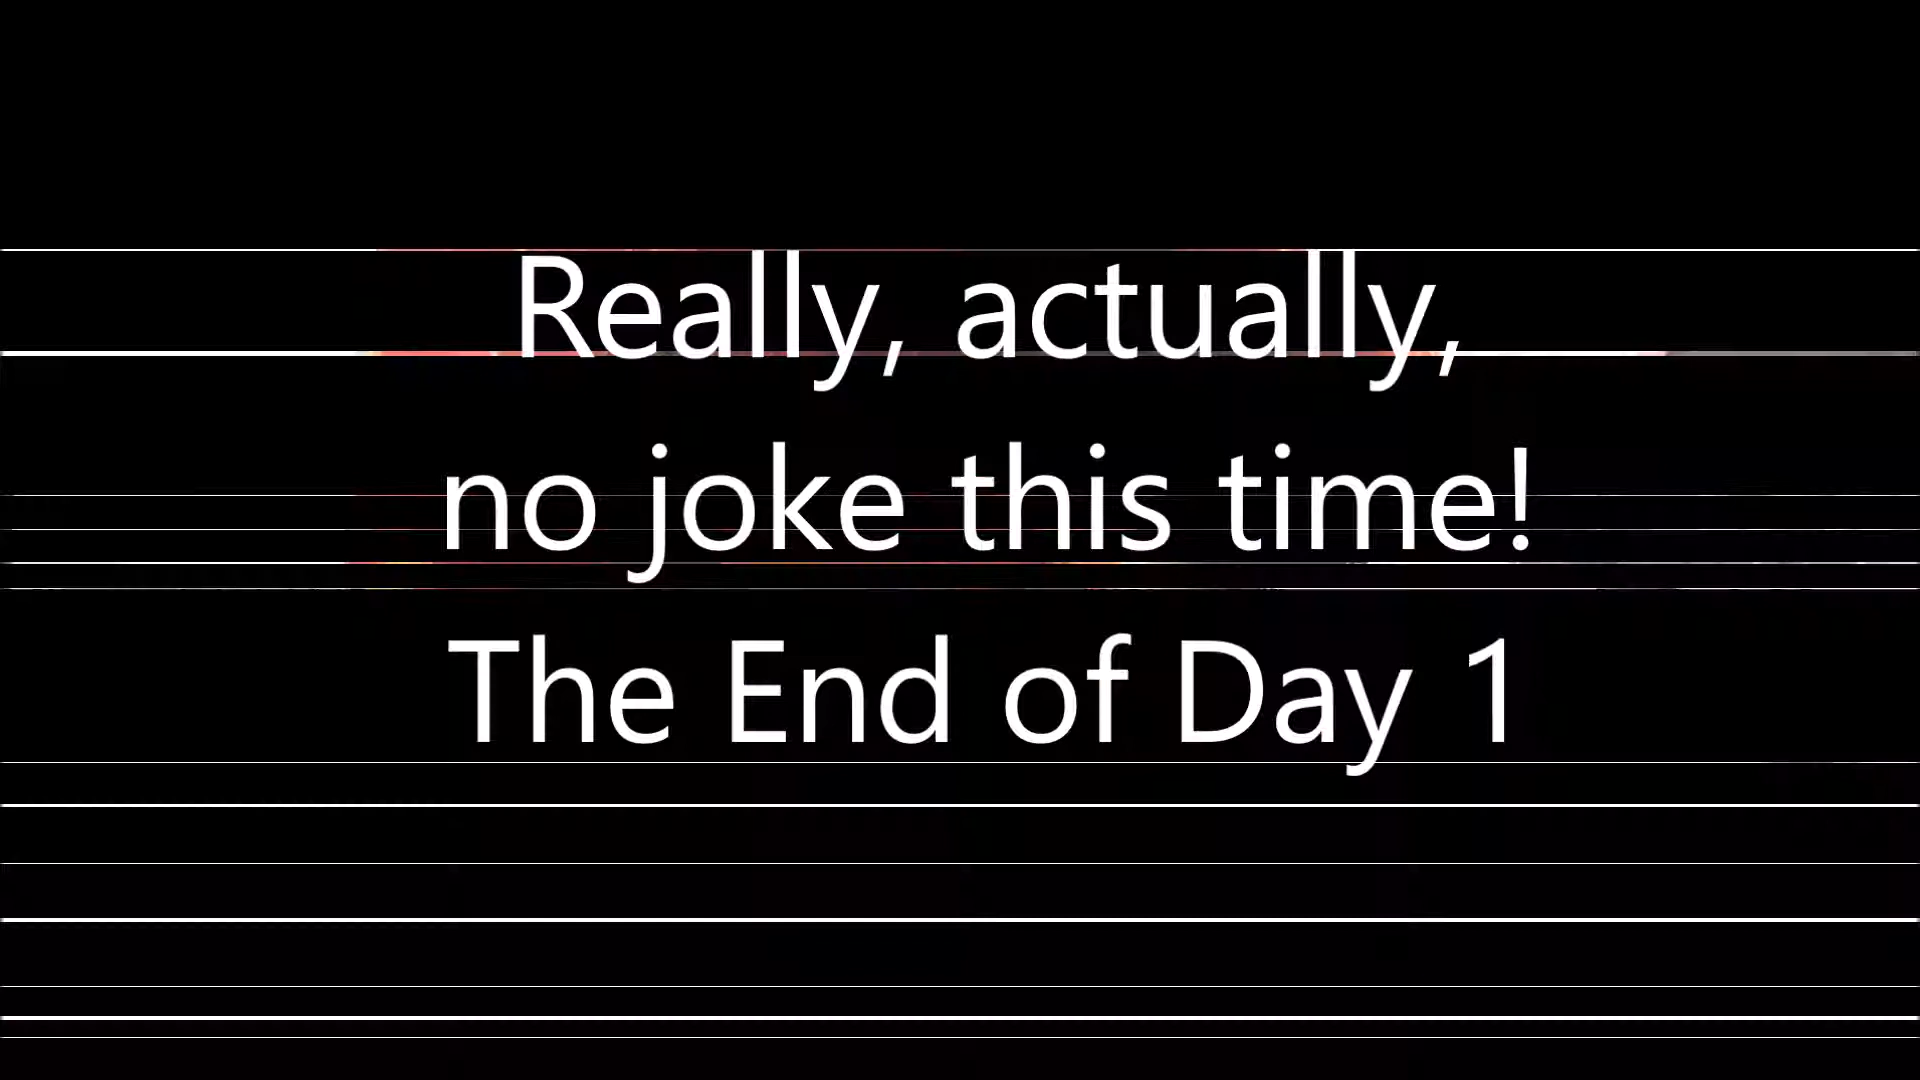 Really, actually,
no joke this time!
The End of Day 1